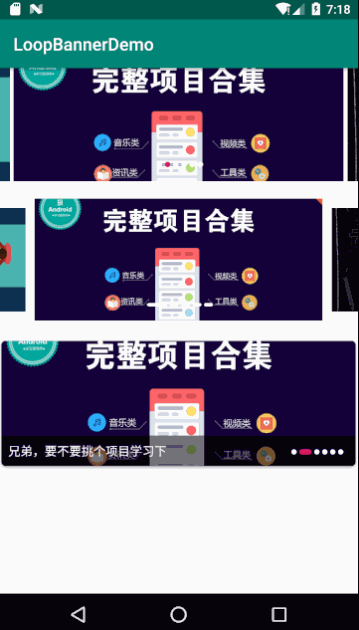 7:18
LoopBannerDemo
完整项目合集
音乐类
视频类
资讯类
工具类
Android
完整项目合集
音乐类
视频类
资讯类
工具类
Android
完整项目合集
音乐类
视频类
工具类
兄弟，要不要挑个项目学习下